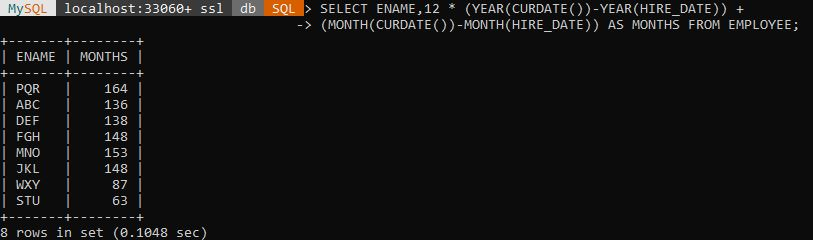 MySQL localhost:33060+ ssl db SQL > SELECT ENAME,12 * (YEAR(CURDATE())-YEAR(HIRE_DATE)) +
-> (MONTH(CURDATE())-MONTH(HIRE_DATE)) AS MONTHS FROM EMPLOYEE;
+-------+--------+
| ENAME | MONTHS |
+-------+--------+
| PQR   |    164 |
| ABC   |    136 |
| DEF   |    138 |
| FGH   |    148 |
| MNO   |    153 |
| JKL   |    148 |
| WXY   |     87 |
| STU   |     63 |
+-------+--------+
8 rows in set (0.1048 sec)